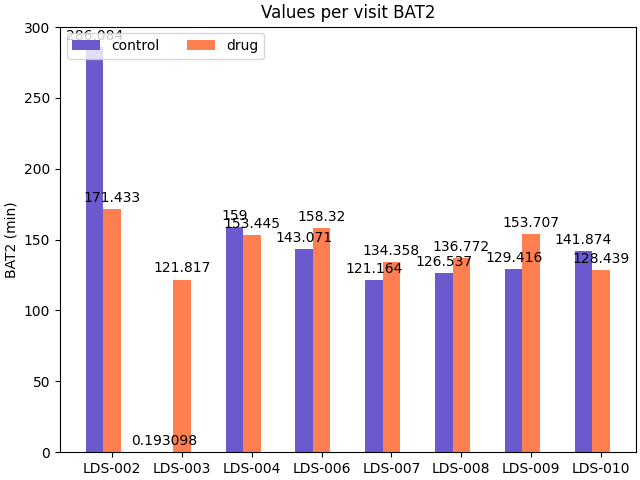 Values per visit BAT2
control
drug
BAT2 (min)
300
250
200
150
100
50
0
286.084
171.433
0.193098
121.817
159
153.445
143.071
158.32
121.164
134.358
126.537
136.772
129.416
153.707
141.874
128.439
LDS-002
LDS-003
LDS-004
LDS-006
LDS-007
LDS-008
LDS-009
LDS-010